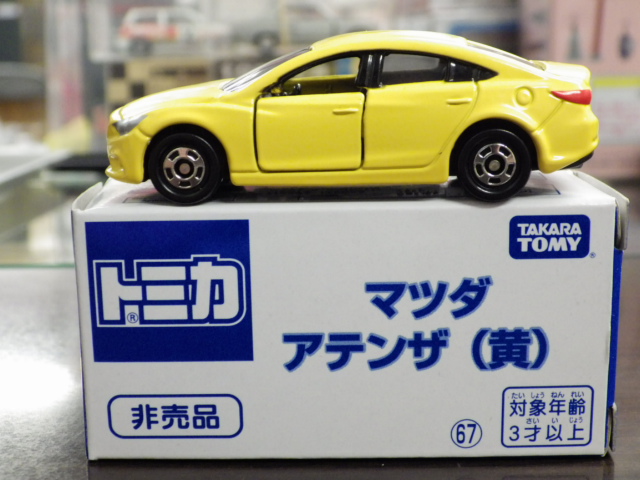 TAKARA
TOMY
®
トミカ
®
マツダ
アテンザ（黄）
非売品
67
たい しょう ねん れい
対象年齢
さい い じょう
3才以上